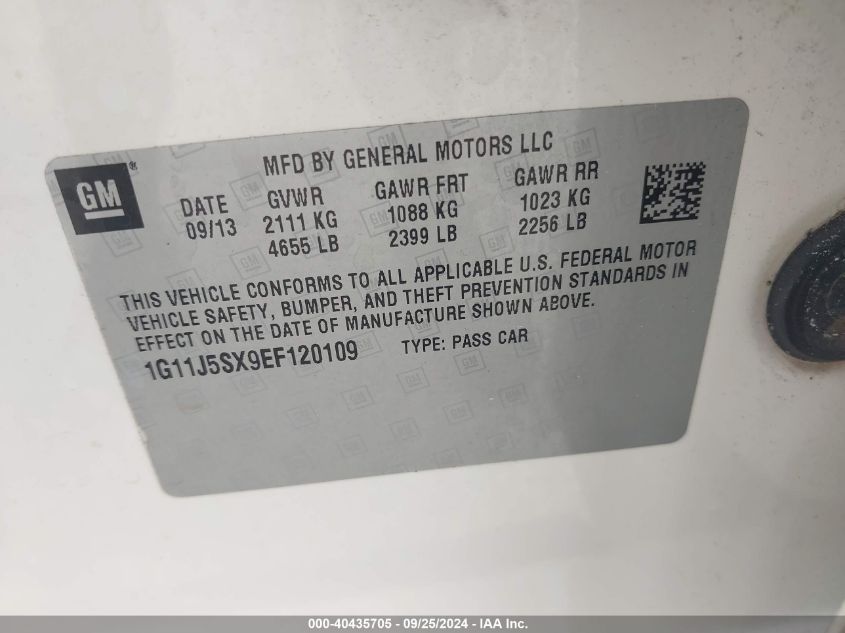 GM®
MFD BY GENERAL MOTORS LLC
DATE GVWR GAWR FRT GAWR RR
09/13 2111 KG 1088 KG 1023 KG
4655 LB 2399 LB 2256 LB
THIS VEHICLE CONFORMS TO ALL APPLICABLE U.S. FEDERAL MOTOR
VEHICLE SAFETY, BUMPER, AND THEFT PREVENTION STANDARDS IN
EFFECT ON THE DATE OF MANUFACTURE SHOWN ABOVE.
1G11J5SX9EF120109 TYPE: PASS CAR
000-40435705 - 09/25/2024 - IAA Inc.